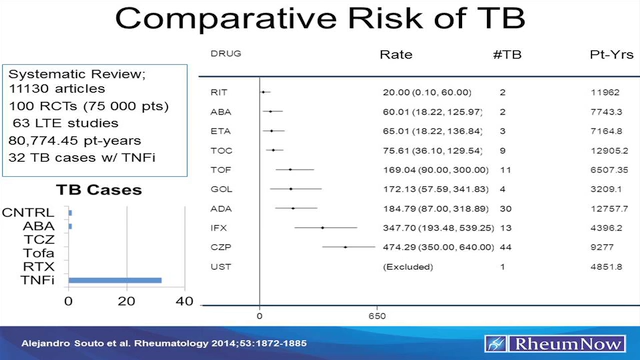 Comparative Risk of TB
Systematic Review;
11130 articles
100 RCTs (75 000 pts)
63 LTE studies
80,774.45 pt-years
32 TB cases w/ TNFi
TB Cases
CNTRL
ABA
TCZ
Tofa
RTX
TNFi
0 20 40
DRUG Rate #TB Pt-Yrs
RIT 20.00 (0.10, 60.00) 2 11962
ABA 60.01 (18.22, 125.97) 2 7743.3
ETA 65.01 (18.22, 136.84) 3 7164.8
TOC 75.61 (36.10, 129.54) 9 12905.2
TOF 169.04 (90.00, 300.00) 11 6507.35
GOL 172.13 (57.59, 341.83) 4 3209.1
ADA 184.79 (87.00, 318.89) 30 12757.7
IFX 347.70 (193.48, 539.25) 13 4396.2
CZP 474.29 (350.00, 640.00) 44 9277
UST (Excluded) 1 4851.8
0 650
Alejandro Souto et al. Rheumatology 2014;53:1872-1885
RheumNow